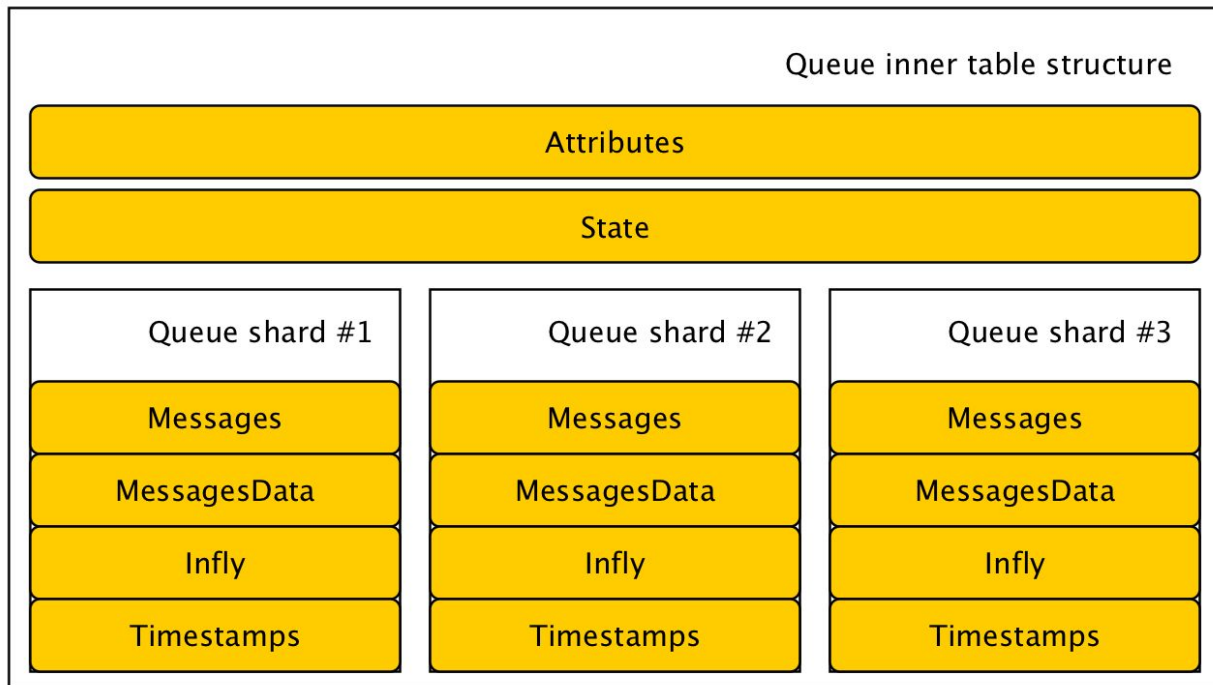 Queue inner table structure
Attributes
State
Queue shard #1
Messages
MessagesData
Infly
Timestamps
Queue shard #2
Messages
MessagesData
Infly
Timestamps
Queue shard #3
Messages
MessagesData
Infly
Timestamps